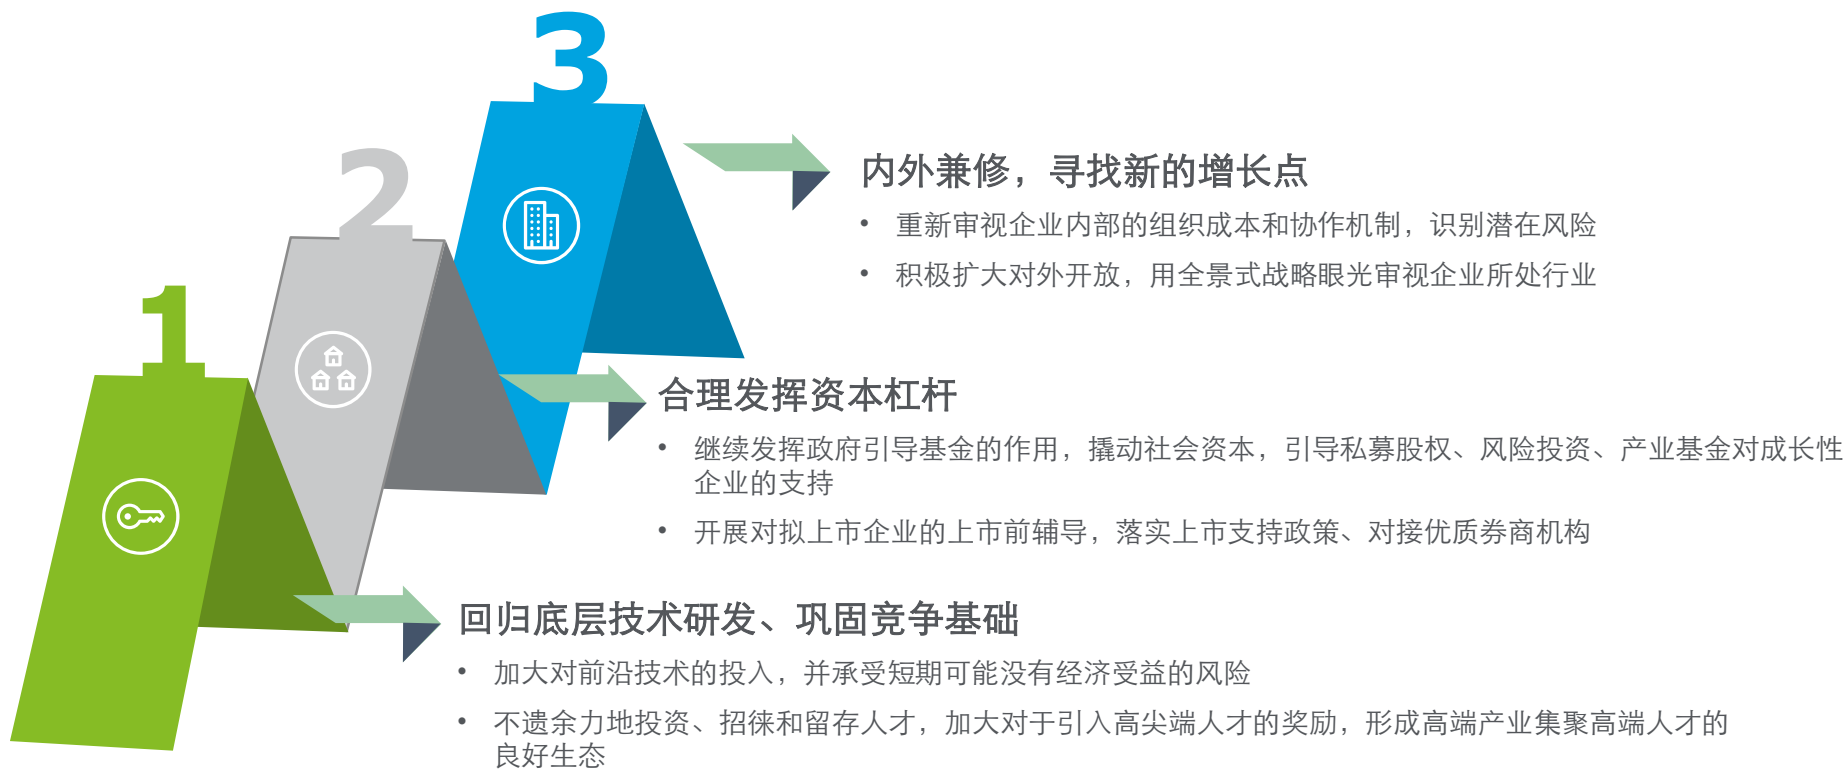 3
内外兼修，寻找新的增长点
• 重新审视企业内部的组织成本和协作机制，识别潜在风险
• 积极扩大对外开放，用全景式战略眼光审视企业所处行业
2
合理发挥资本杠杆
• 继续发挥政府引导基金的作用，撬动社会资本，引导私募股权、风险投资、产业基金对成长性
企业的支持
• 开展对拟上市企业的上市前辅导，落实上市支持政策、对接优质券商机构
1
回归底层技术研发、巩固竞争基础
• 加大对前沿技术的投入，并承受短期可能没有经济受益的风险
• 不遗余力地投资、招徕和留存人才，加大对于引入高尖端人才的奖励，形成高端产业集聚高端人才的
良好生态